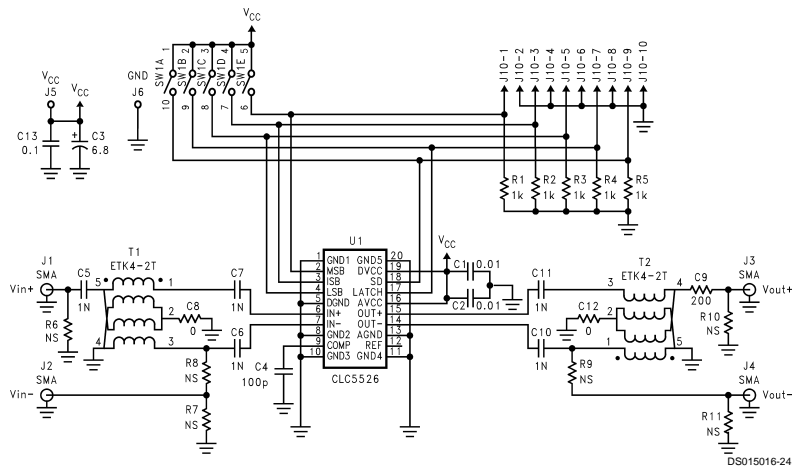 VCC
SW1A 1
SW1B 2
SW1C 3
SW1D 4
SW1E 5
10
9
8
7
6
J10-1
J10-2
J10-3
J10-4
J10-5
J10-6
J10-7
J10-8
J10-9
J10-10
VCC
J5
VCC
GND
J6
C13
0.1
C3
6.8
+
R1
1k
R2
1k
R3
1k
R4
1k
R5
1k
J1
SMA
Vin+
C5
1N
R6
NS
T1
ETK4-2T
5
1
2
4
3
C8
0
C7
1N
C6
1N
R8
NS
R7
NS
J2
SMA
Vin-
C4
100p
U1
1 GND1 GND5 20
2 MSB DVCC 19
3 ISB SD 18
4 LSB LATCH 17
5 DGND AVCC 16
6 IN+ OUT+ 15
7 IN- OUT- 14
8 GND2 AGND 13
9 COMP REF 12
10 GND3 GND4 11
CLC5526
VCC
C1 0.01
C2 0.01
C11
1N
C10
1N
C12
0
T2
ETK4-2T
3
4
2
1
5
C9
200
J3
SMA
Vout+
R10
NS
R9
NS
J4
SMA
Vout-
R11
NS
DS015016-24